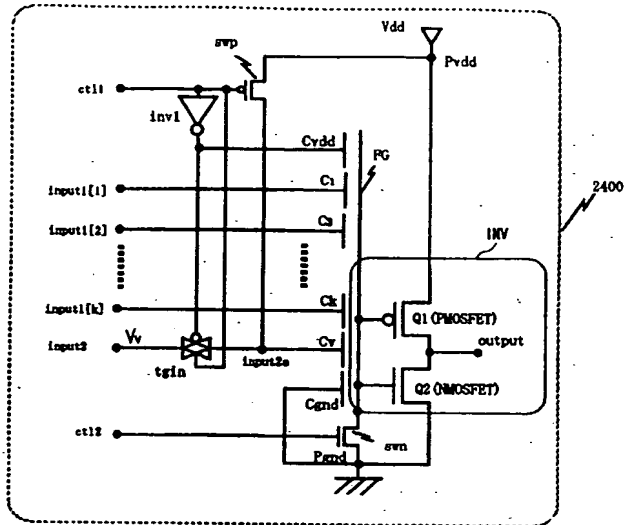 Vdd
swp
Pvdd
ctl1
inv1
Cvdd
FG
input1[1]
C1
2400
input1[2]
C2
INV
input1[k]
Ck
Q1(PMOSFET)
output
input2
Vv
Cv
tgin
input2a
Cgnd
Q2(NMOSFET)
ctl2
swn
Pgnd